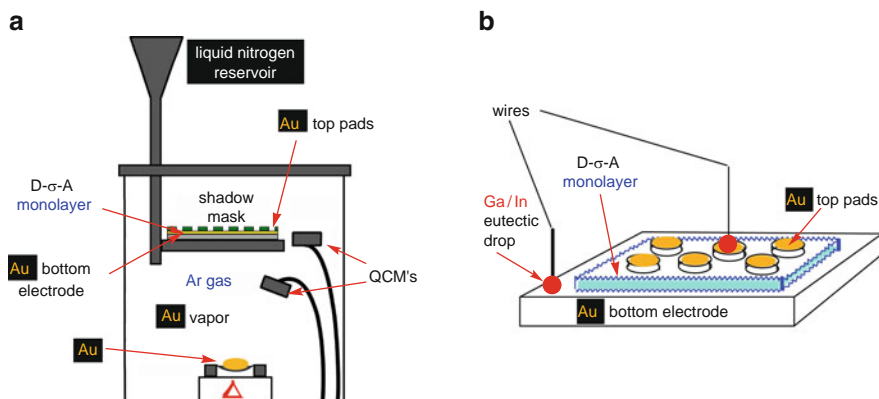 a
liquid nitrogen
reservoir
Au top pads
D-σ-A
monolayer
shadow
mask
Au bottom
electrode
Ar gas
QCM's
Au vapor
Au
Δ
b
wires
D-σ-A
monolayer
Ga/In
eutectic
drop
Au top pads
Au bottom electrode